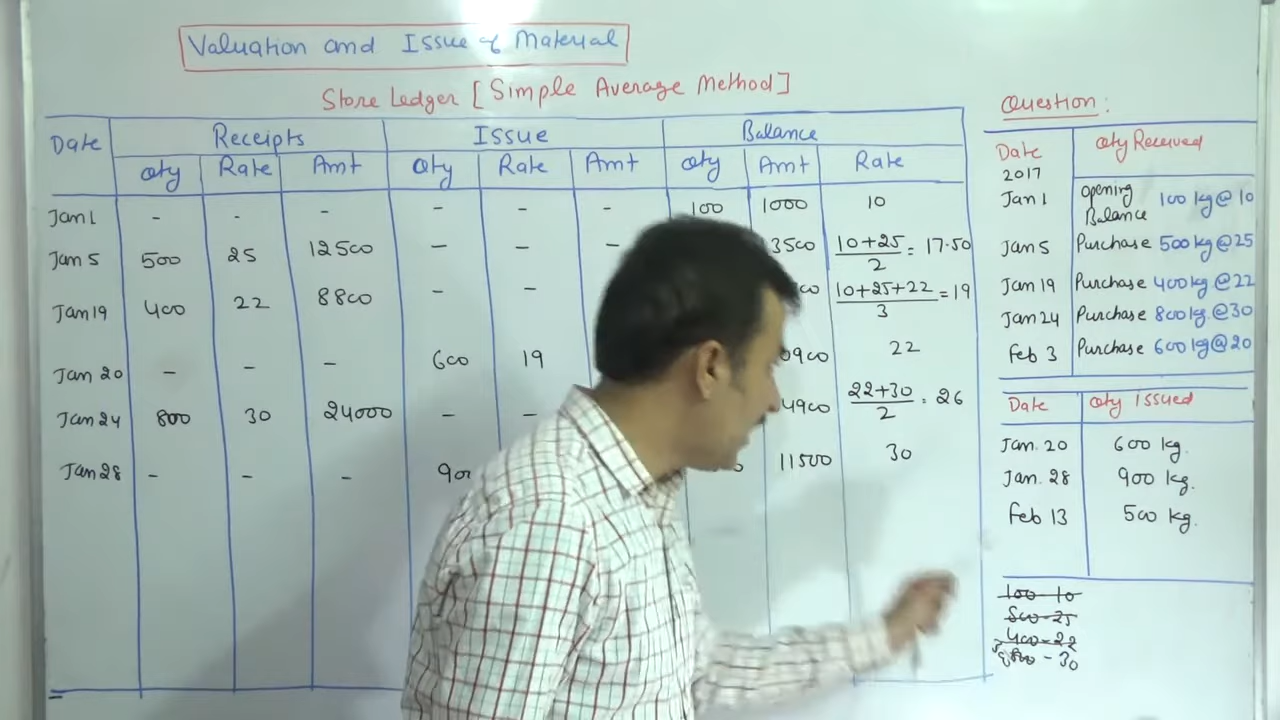 Valuation and Issue of Material
Store Ledger [Simple Average Method]
Date Receipts Issue Balance
Qty Rate Amt Qty Rate Amt Qty Amt Rate
Jan 1 - - - - - - 100 1000 10
Jan 5 500 25 12500 - - - 3500 10+25/2 = 17.50
Jan 19 400 22 8800 - - 10+25+22/3 = 19
Jan 20 - - - 600 19 0900 22
Jan 24 800 30 24000 - - 4900 22+30/2 = 26
Jan 28 - - - 900 11500 30
Question:
Date Qty Received
2017
Jan 1 Opening Balance 100 kg @ 10
Jan 5 Purchase 500 kg @ 25
Jan 19 Purchase 400 kg @ 22
Jan 24 Purchase 800 kg. @ 30
Feb 3 Purchase 600 kg @ 20
Date Qty Issued
Jan. 20 600 kg.
Jan. 28 900 kg.
Feb 13 500 kg.
100 - 10
500 - 25
400 - 22
800 - 30